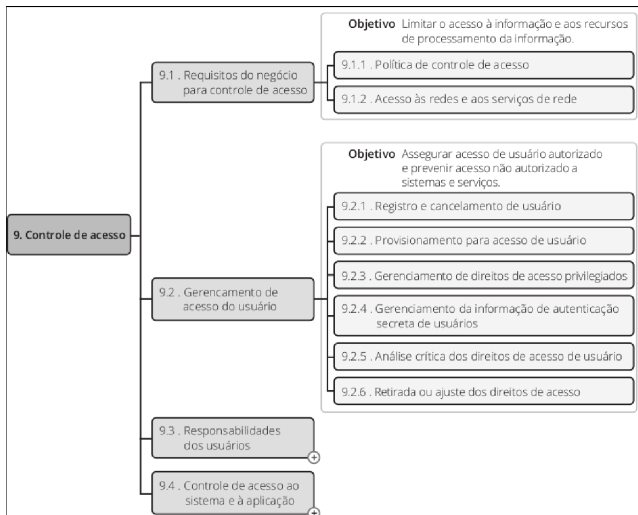 Objetivo Limitar o acesso à informação e aos recursos
de processamento da informação.
9.1 . Requisitos do negócio
para controle de acesso
9.1.1 . Política de controle de acesso
9.1.2 . Acesso às redes e aos serviços de rede
Objetivo Assegurar acesso de usuário autorizado
e prevenir acesso não autorizado a
sistemas e serviços.
9. Controle de acesso
9.2 . Gerencamento de
acesso do usuário
9.2.1 . Registro e cancelamento de usuário
9.2.2 . Provisionamento para acesso de usuário
9.2.3 . Gerenciamento de direitos de acesso privilegiados
9.2.4 . Gerenciamento da informação de autenticação
secreta de usuários
9.2.5 . Análise crítica dos direitos de acesso de usuário
9.2.6 . Retirada ou ajuste dos direitos de acesso
9.3 . Responsabilidades
dos usuários
9.4 . Controle de acesso ao
sistema e à aplicação